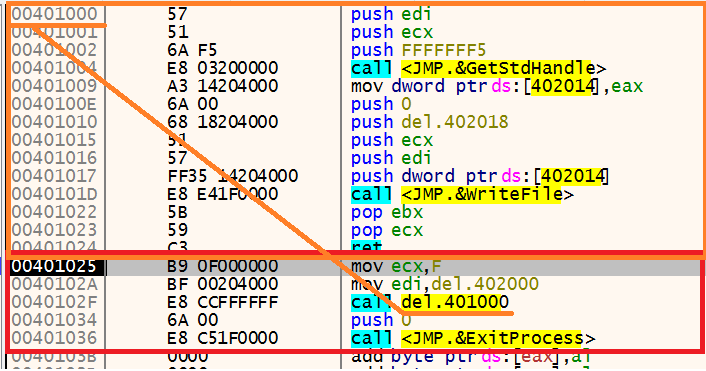 00401000 57 push edi
00401001 51 push ecx
00401002 6A F5 push FFFFFFF5
00401004 E8 03200000 call <JMP.&GetStdHandle>
00401009 A3 14204000 mov dword ptr ds:[402014],eax
0040100E 6A 00 push 0
00401010 68 18204000 push del.402018
00401015 51 push ecx
00401016 57 push edi
00401017 FF35 14204000 push dword ptr ds:[402014]
0040101D E8 E41F0000 call <JMP.&WriteFile>
00401022 5B pop ebx
00401023 59 pop ecx
00401024 C3 ret
00401025 B9 0F000000 mov ecx,F
0040102A BF 00204000 mov edi,del.402000
0040102F E8 CCFFFFFF call del.401000
00401034 6A 00 push 0
00401036 E8 C51F0000 call <JMP.&ExitProcess>
0040103B 0000 add byte ptr ds:[eax],al